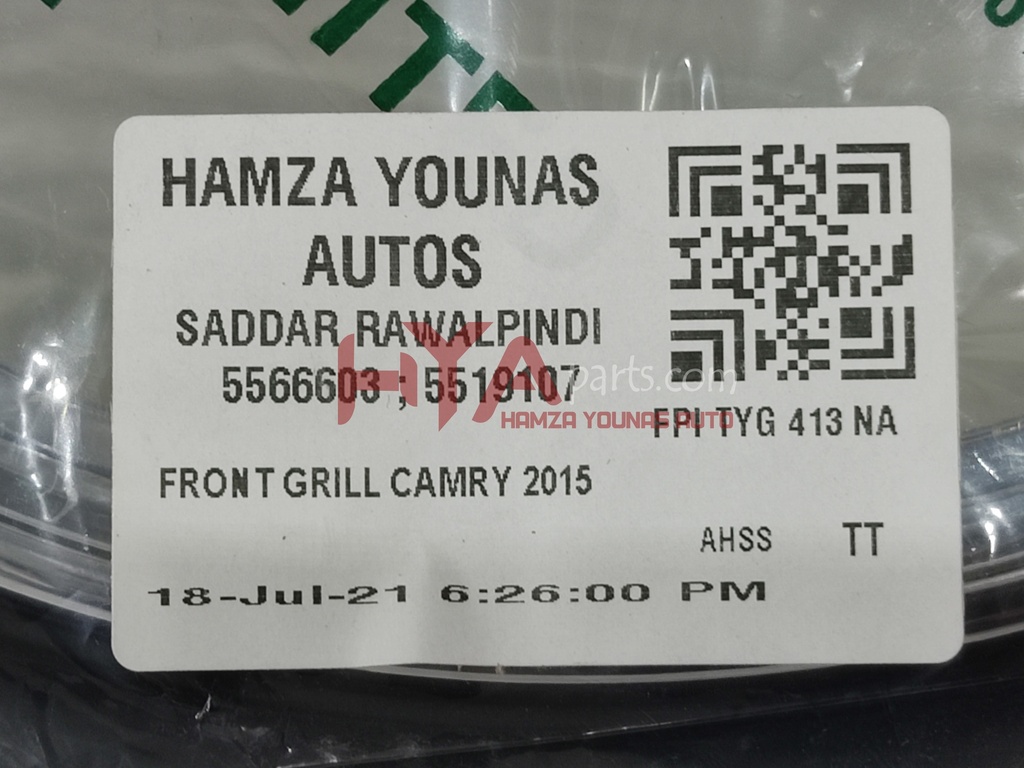 HAMZA YOUNAS
AUTOS
SADDAR RAWALPINDI
5566603 ; 5519107
HYA parts.com
HAMZA YOUNAS AUTO
FPI TYG 413 NA
FRONT GRILL CAMRY 2015
AHSS TT
18-Jul-21 6:26:00 PM